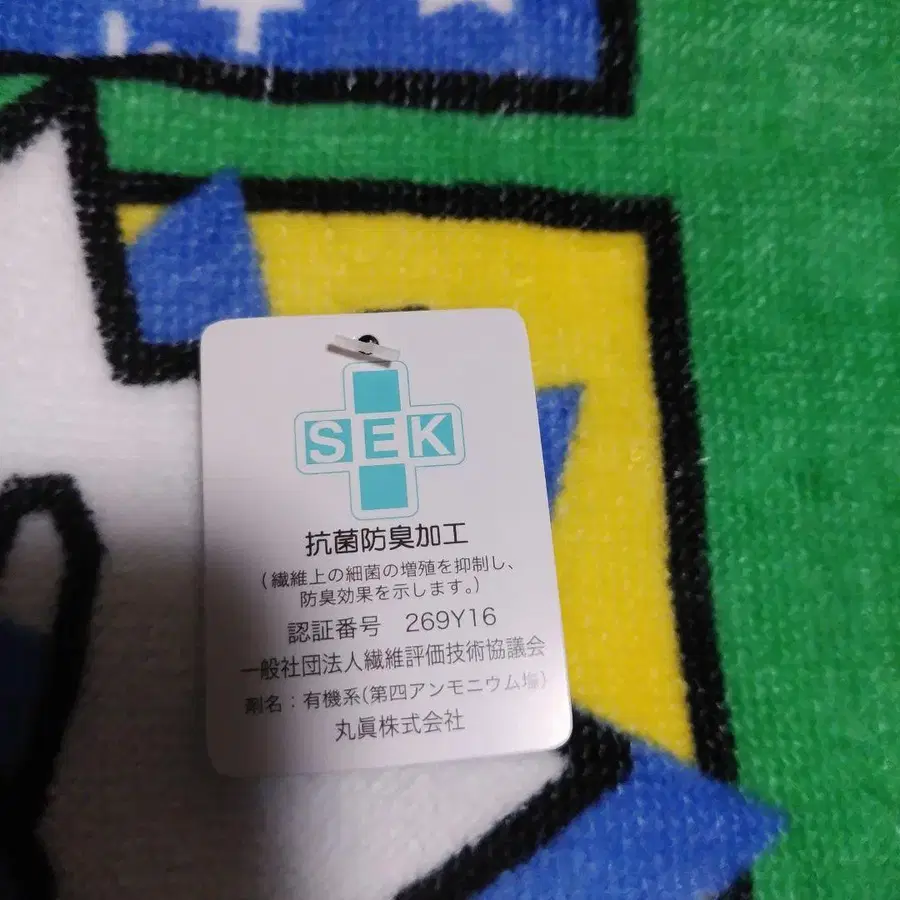 SEK
抗菌防臭加工
(繊維上の細菌の増殖を抑制し、
防臭効果を示します。)
認証番号 269Y16
一般社団法人繊維評価技術協議会
剤名：有機系(第四アンモニウム塩)
丸眞株式会社